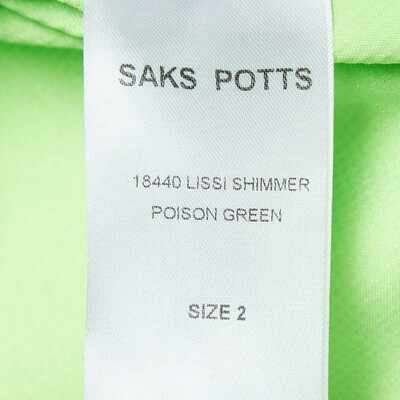 SAKS POTTS
18440 LISSI SHIMMER
POISON GREEN
SIZE 2